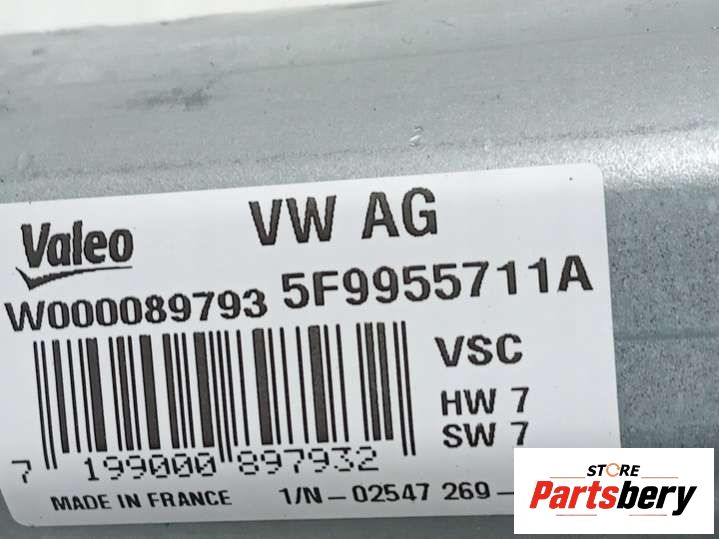 Valeo
VW AG
W000089793 5F9955711A
VSC
HW 7
SW 7
7 199000 897932
MADE IN FRANCE 1/N - 02547 269 -
STORE
Partsbery